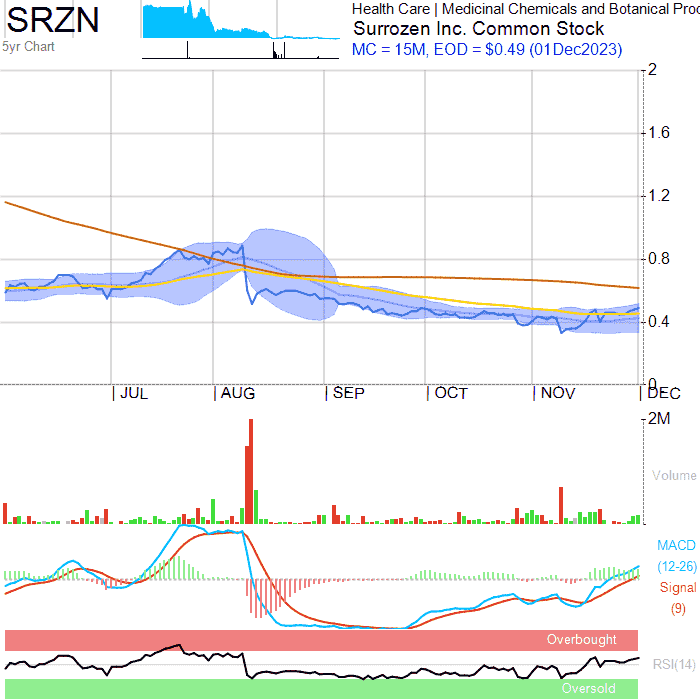 SRZN
5yr Chart
Health Care | Medicinal Chemicals and Botanical Proc
Surrozen Inc. Common Stock
MC = 15M, EOD = $0.49 (01Dec2023)
2
1.6
1.2
0.8
0.4
0
JUL AUG SEP OCT NOV DEC
2M
Volume
MACD
(12-26)
Signal
(9)
Overbought
RSI(14)
Oversold